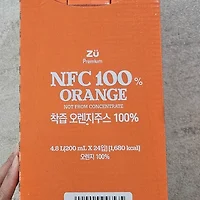 ZÜ
Premium
NFC 100%
ORANGE
NOT FROM CONCENTRATE
착즙 오렌지주스 100%
4.8 L(200 mL X 24입)(1,680 kcal)
오렌지 100%